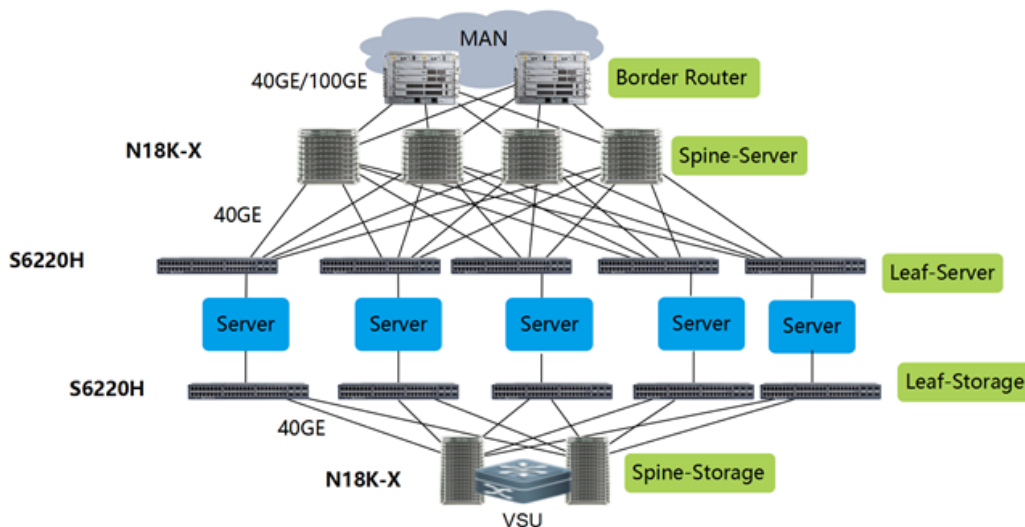 MAN
40GE/100GE
Border Router
N18K-X
Spine-Server
40GE
S6220H
Leaf-Server
Server
Server
Server
Server
Server
S6220H
Leaf-Storage
40GE
N18K-X
Spine-Storage
VSU